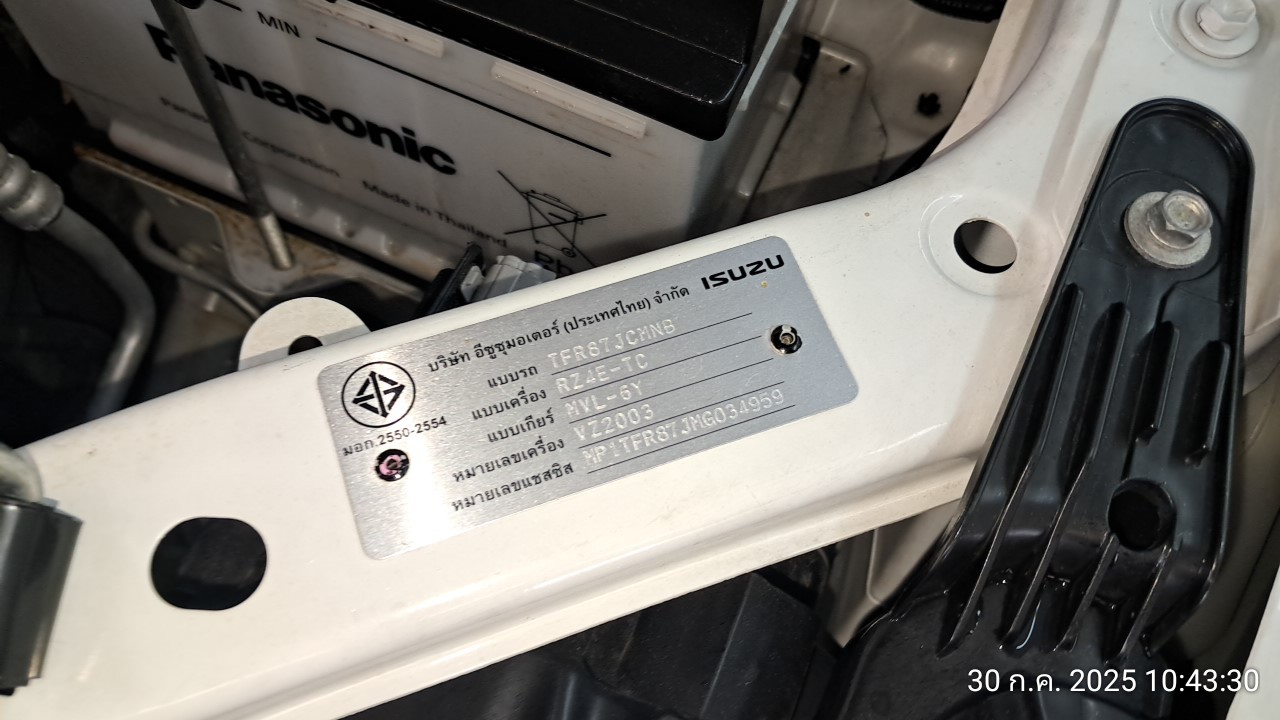 MIN
Panasonic
Corporation
Made in Thailand
Pb
บริษัท อีซูซุมอเตอร์ (ประเทศไทย) จำกัด ISUZU
แบบรถ TFR87JCMNB
แบบเครื่อง RZ4E-TC
แบบเกียร์ MVL-6Y
หมายเลขเครื่อง VZ2003
หมายเลขแชสซิส MP1TFR87JMG034959
มอก.2550-2554
30 ก.ค. 2025 10:43:30